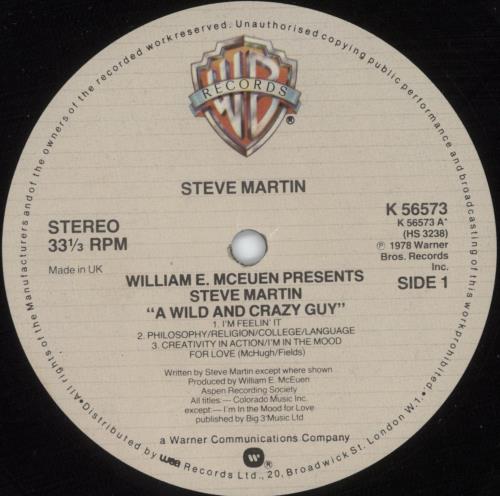 All rights of the Manufacturers and of the owners of the recorded work reserved. Unauthorised copying public performance and broadcasting of this work prohibited.
WB
RECORDS
®
STEVE MARTIN
STEREO
33⅓ RPM
Made in UK
K 56573
K 56573 A*
(HS 3238)
℗ 1978 Warner
Bros. Records
Inc.
SIDE 1
WILLIAM E. MCEUEN PRESENTS
STEVE MARTIN
"A WILD AND CRAZY GUY"
1. I'M FEELIN' IT
2. PHILOSOPHY/RELIGION/COLLEGE/LANGUAGE
3. CREATIVITY IN ACTION/I'M IN THE MOOD
FOR LOVE (McHugh/Fields)
Written by Steve Martin except where shown
Produced by William E. McEuen
Aspen Recording Society
All titles:— Colorado Music Inc.
except:— I'm In the Mood for Love
published by Big 3 Music Ltd
a Warner Communications Company
Distributed by wea Records Ltd., 20, Broadwick St. London W1.